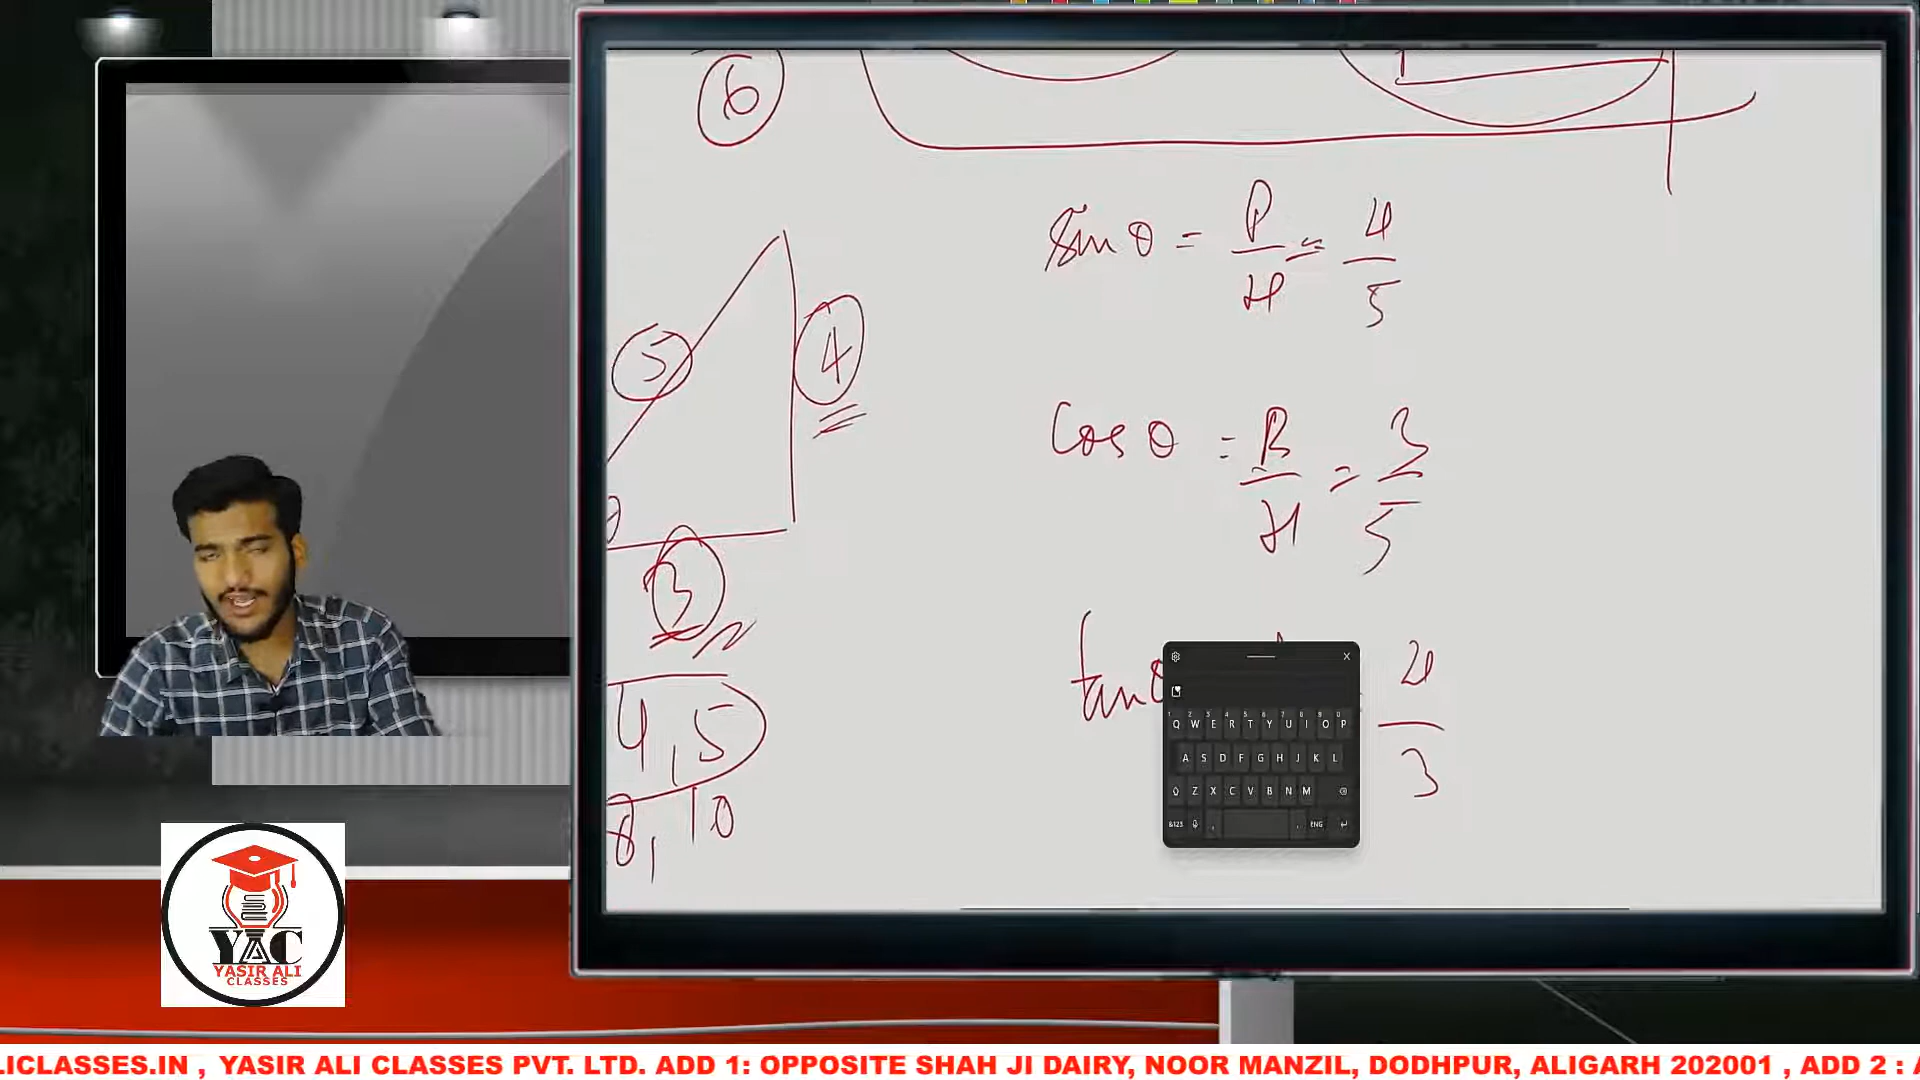 6
sin θ = P/H = 4/5
5
4
cos θ = B/H = 3/5
3
tan θ
4/3
4, 5
8, 10
Q W E R T Y U I O P
A S D F G H J K L
Z X C V B N M
&123 , . ENG
YAC
YASIR ALI
CLASSES
LICLASSES.IN , YASIR ALI CLASSES PVT. LTD. ADD 1: OPPOSITE SHAH JI DAIRY, NOOR MANZIL, DODHPUR, ALIGARH 202001 , ADD 2 : A